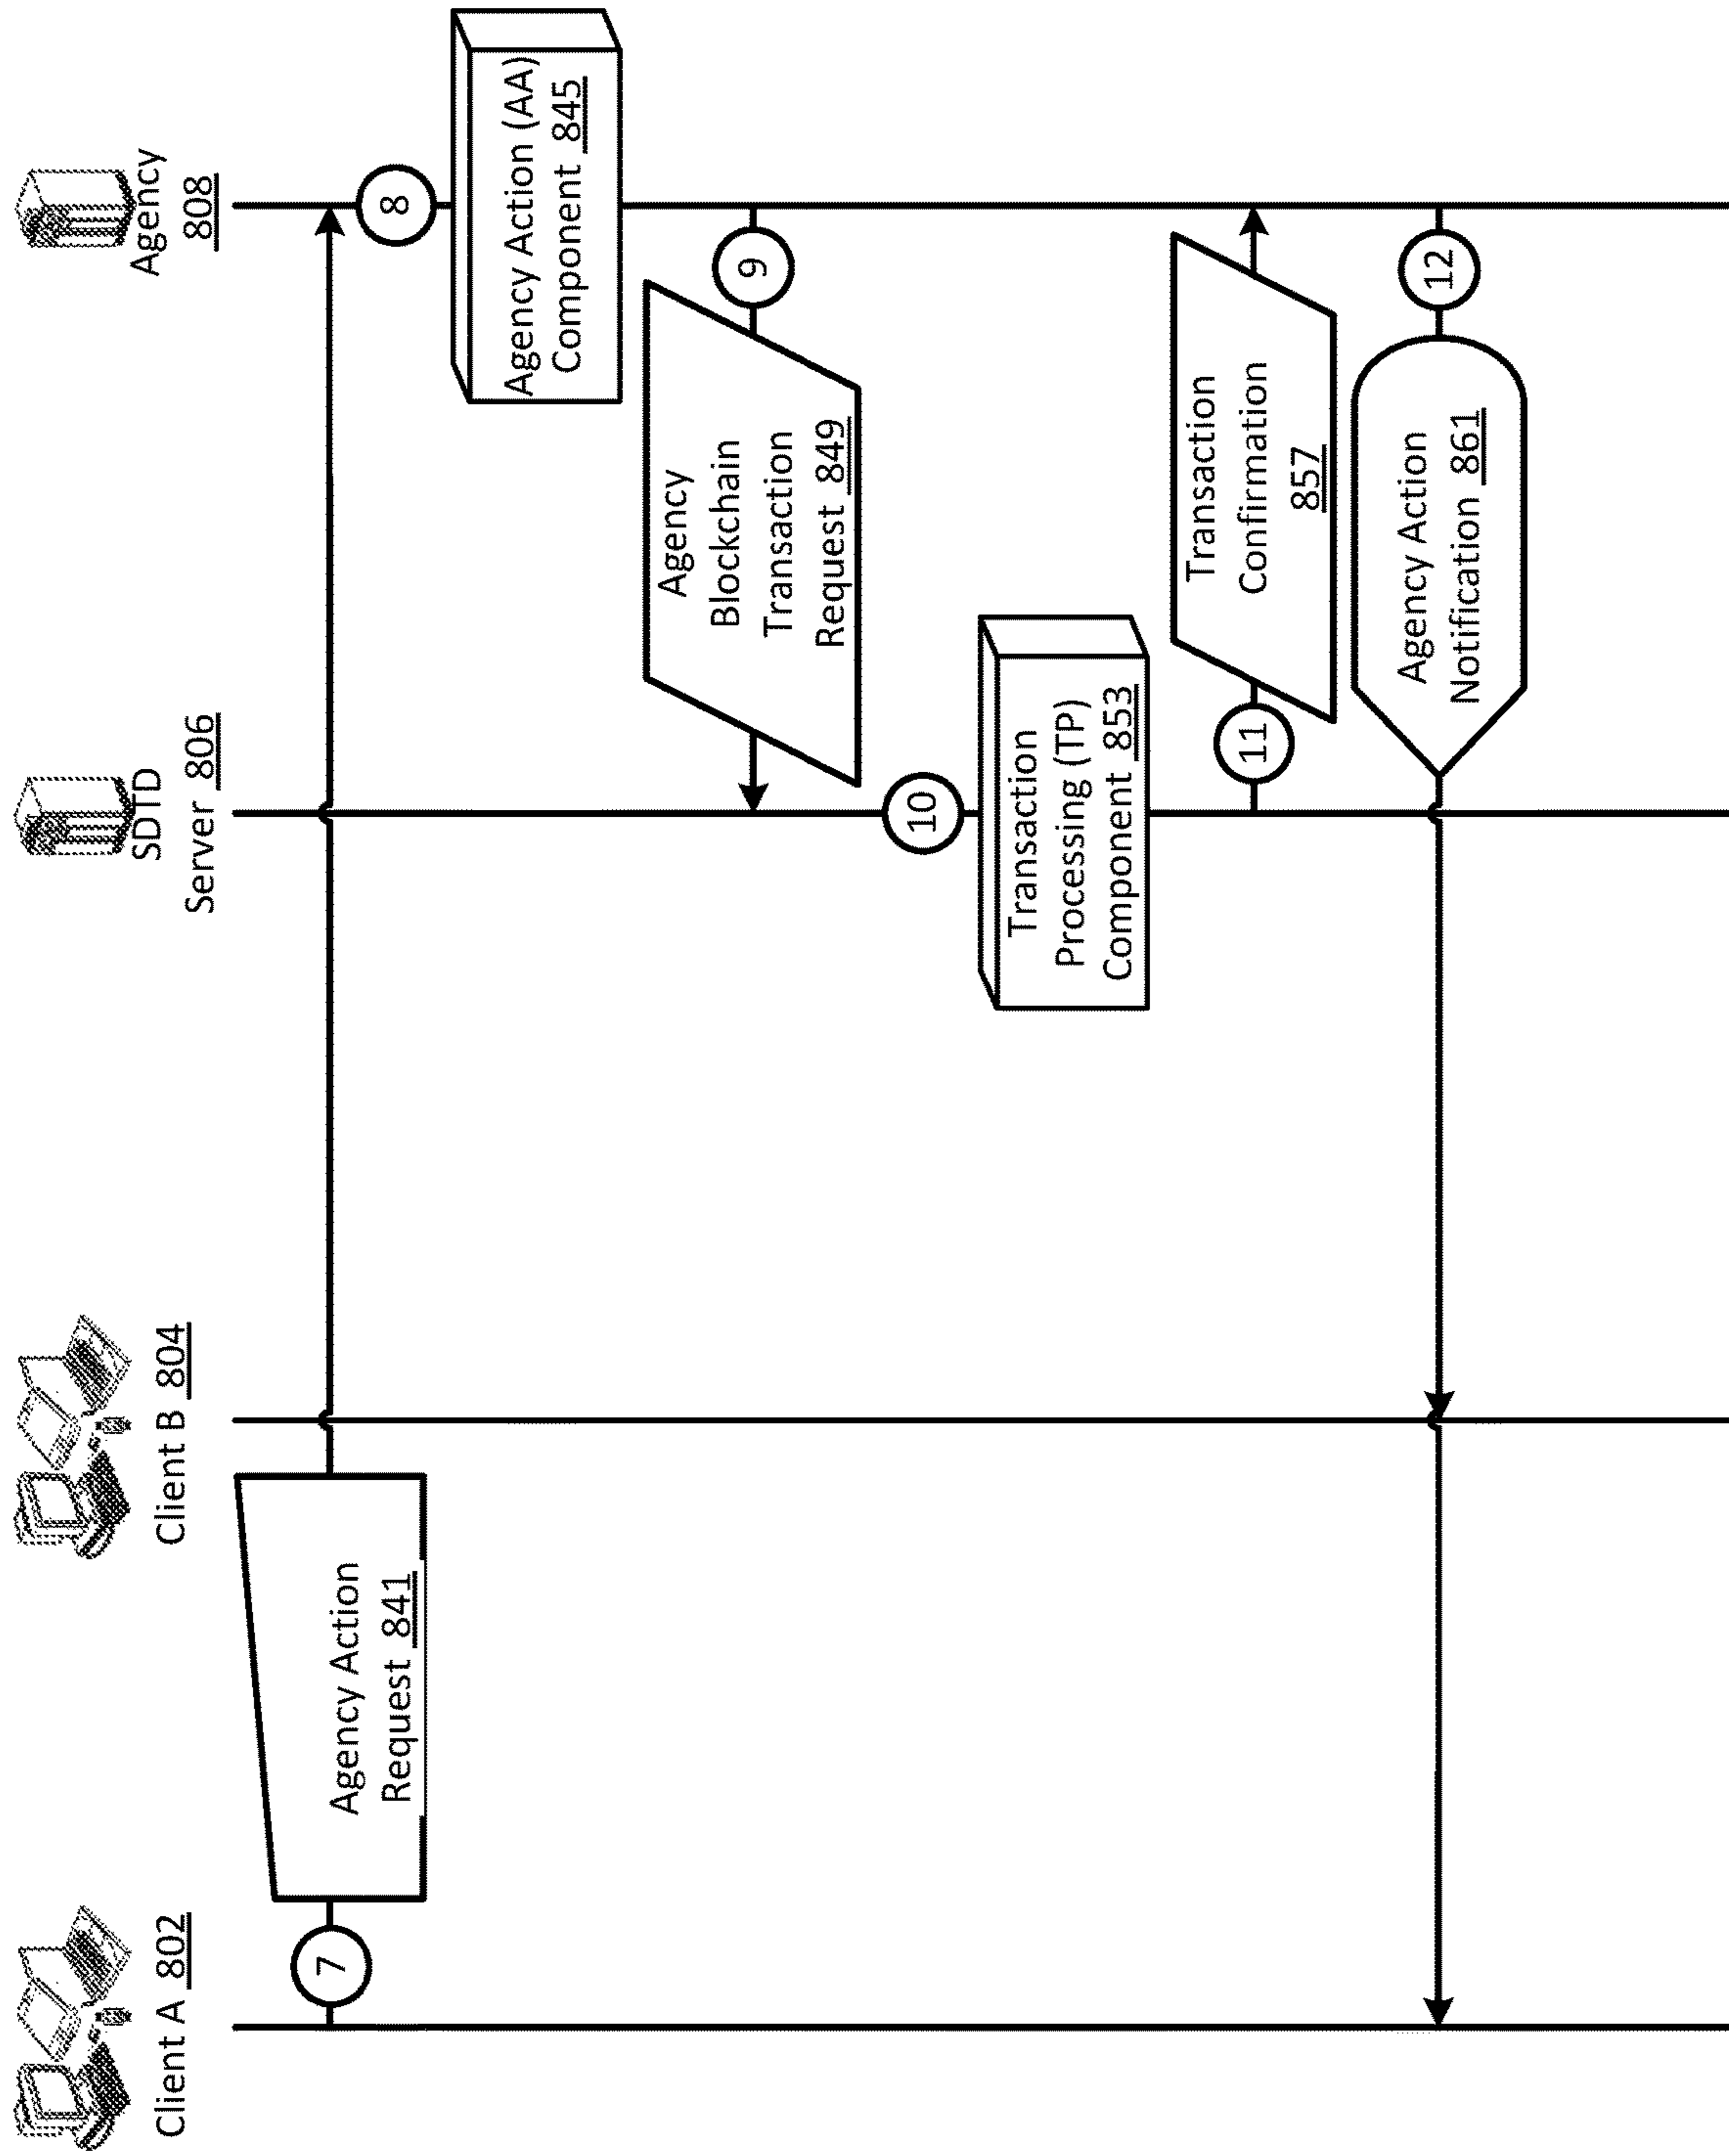 Client A 802
Client B 804
SDTD
Server 806
Agency
808
7
Agency Action
Request 841
8
Agency Action (AA)
Component 845
9
Agency
Blockchain
Transaction
Request 849
10
Transaction
Processing (TP)
Component 853
11
Transaction
Confirmation
857
12
Agency Action
Notification 861